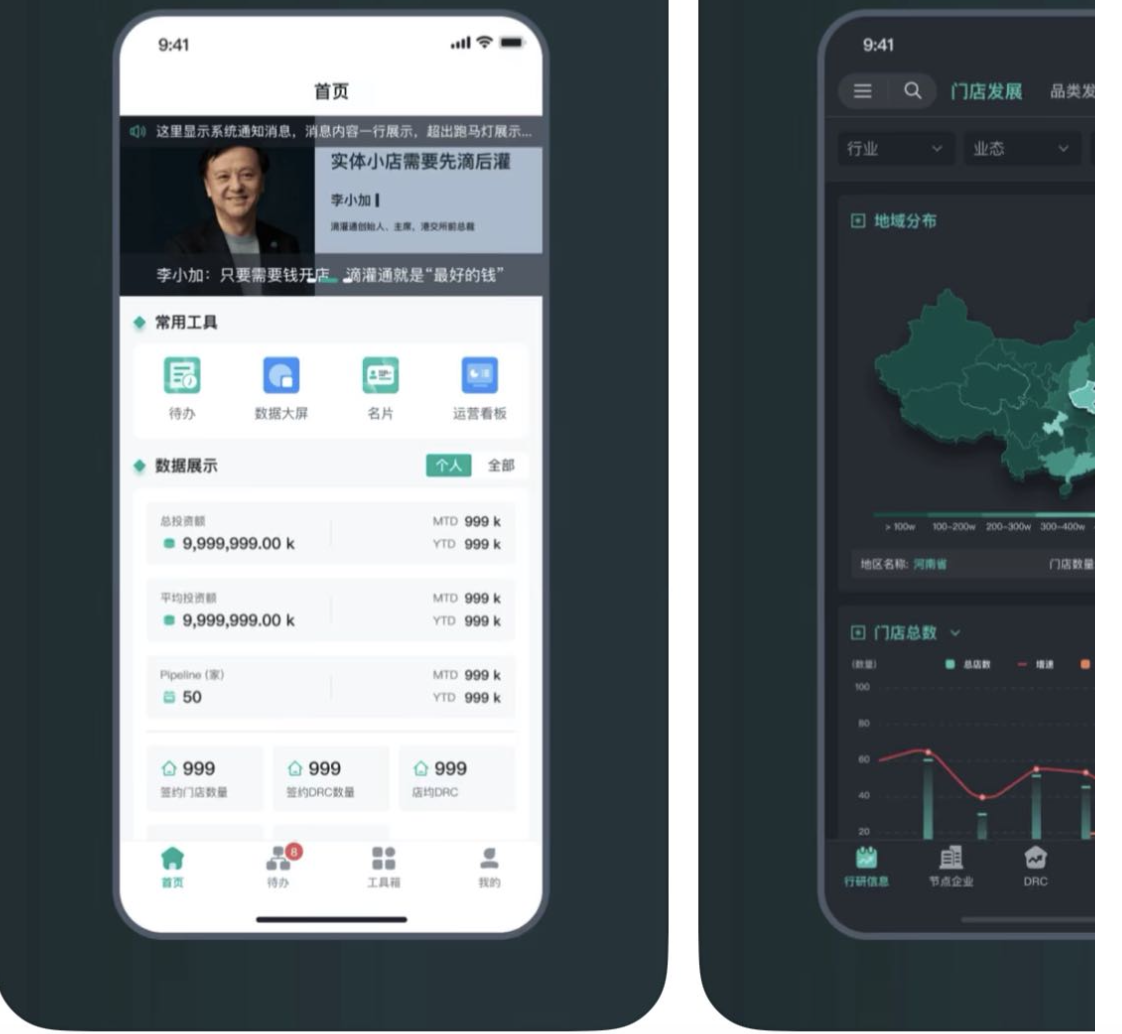 9:41
首页
这里显示系统通知消息，消息内容一行展示，超出跑马灯展示...
实体小店需要先滴后灌
李小加
滴灌通创始人、主席，港交所前总裁
李小加：只要需要钱开店，滴灌通就是“最好的钱”
常用工具
待办 数据大屏 名片 运营看板
数据展示 个人 全部
总投资额 MTD 999 k
9,999,999.00 k YTD 999 k
平均投资额 MTD 999 k
9,999,999.00 k YTD 999 k
Pipeline (家) MTD 999 k
50 YTD 999 k
999 999 999
签约门店数量 签约DRC数量 店均DRC
8
首页 待办 工具箱 我的
9:41
门店发展 品类发
行业 业态
地域分布
> 100w 100~200w 200~300w 300~400w
地区名称: 河南省 门店数量
门店总数
(数量) 总店数 增速
100
80
60
40
20
行研信息 节点企业 DRC